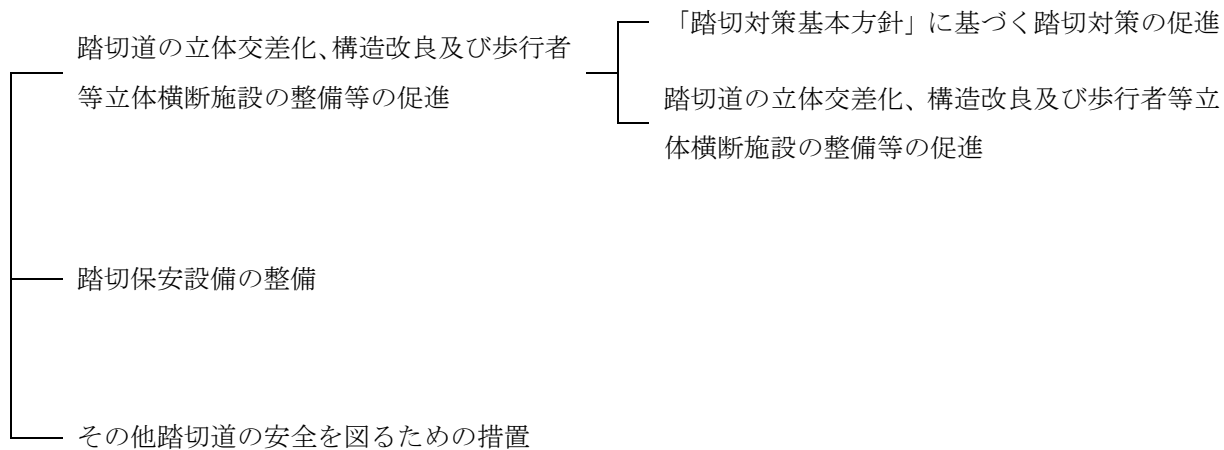 踏切道の立体交差化、構造改良及び歩行者
等立体横断施設の整備等の促進
「踏切対策基本方針」に基づく踏切対策の促進
踏切道の立体交差化、構造改良及び歩行者等立
体横断施設の整備等の促進
踏切保安設備の整備
その他踏切道の安全を図るための措置